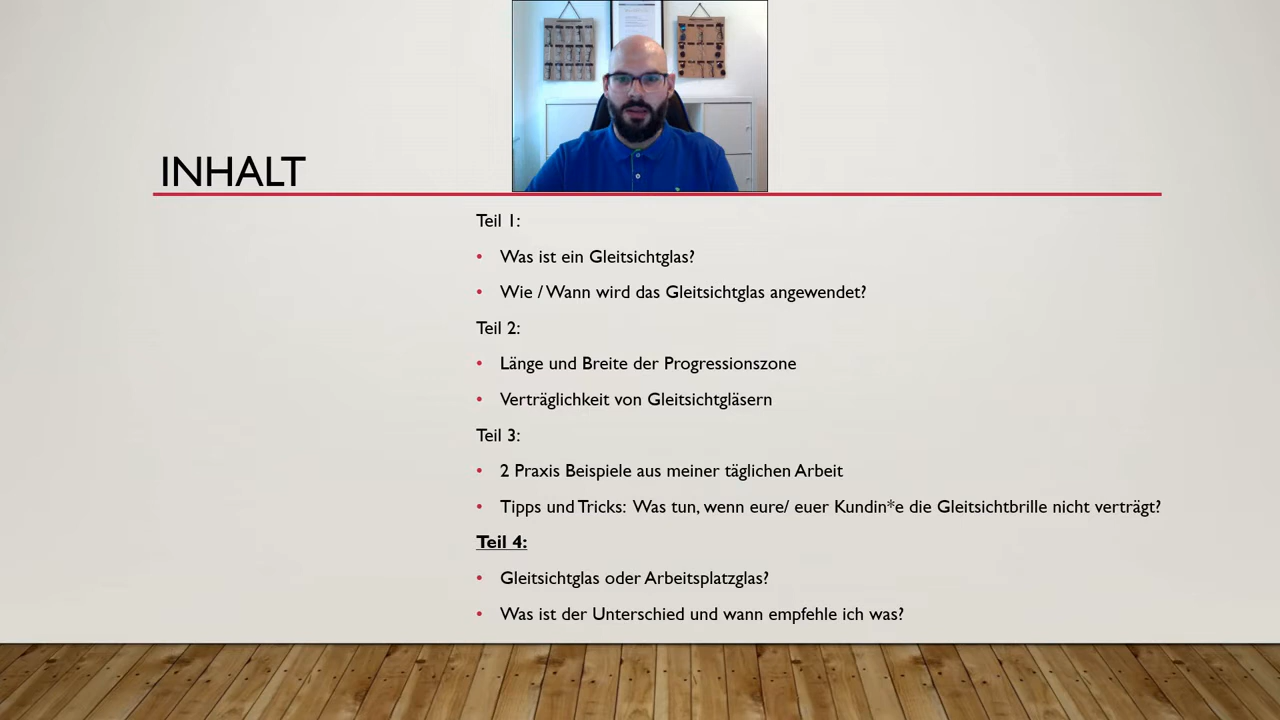 INHALT
Teil 1:
• Was ist ein Gleitsichtglas?
• Wie / Wann wird das Gleitsichtglas angewendet?
Teil 2:
• Länge und Breite der Progressionszone
• Verträglichkeit von Gleitsichtgläsern
Teil 3:
• 2 Praxis Beispiele aus meiner täglichen Arbeit
• Tipps und Tricks: Was tun, wenn eure/ euer Kundin*e die Gleitsichtbrille nicht verträgt?
Teil 4:
• Gleitsichtglas oder Arbeitsplatzglas?
• Was ist der Unterschied und wann empfehle ich was?